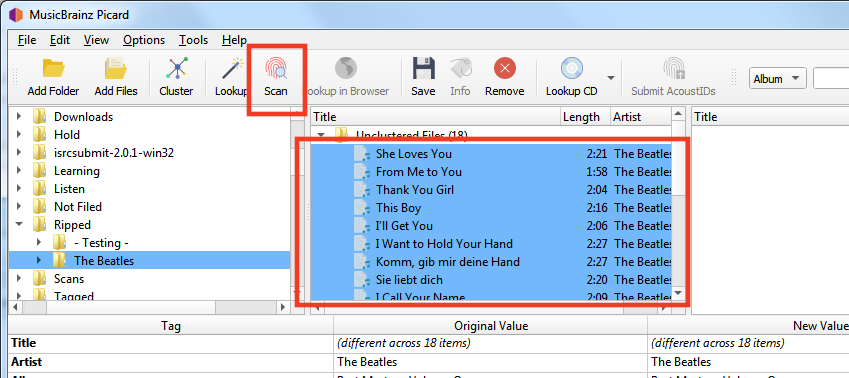 MusicBrainz Picard
File Edit View Options Tools Help
Add Folder Add Files Cluster Lookup Scan Lookup in Browser Save Info Remove Lookup CD Submit AcoustIDs Album
Downloads
Hold
isrcsubmit-2.0.1-win32
Learning
Listen
Not Filed
Ripped
- Testing -
The Beatles
Scans
Tagged
Title Length Artist
Unclustered Files (18)
She Loves You 2:21 The Beatles
From Me to You 1:58 The Beatles
Thank You Girl 2:04 The Beatles
This Boy 2:16 The Beatles
I'll Get You 2:06 The Beatles
I Want to Hold Your Hand 2:27 The Beatles
Komm, gib mir deine Hand 2:27 The Beatles
Sie liebt dich 2:20 The Beatles
I Call Your Name 2:09 The Beatles
Title
Tag Original Value New Value
Title (different across 18 items) (different across 18 items)
Artist The Beatles The Beatles